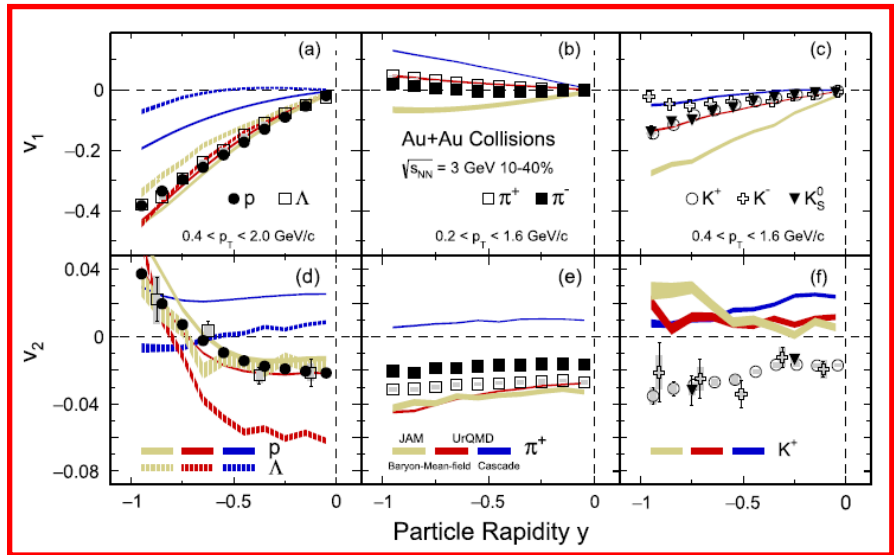 (a) (b) (c)
0
−0.2
−0.4
v1
Au+Au Collisions
√sNN = 3 GeV 10-40%
p Λ
π+ π-
K+ K- K0S
0.4 < pT < 2.0 GeV/c
0.2 < pT < 1.6 GeV/c
0.4 < pT < 1.6 GeV/c
(d) (e) (f)
0.04
0
−0.04
−0.08
v2
p
Λ
JAM UrQMD
Baryon-Mean-field Cascade
π+
K+
−1 −0.5 0 −1 −0.5 0 −1 −0.5 0
Particle Rapidity y